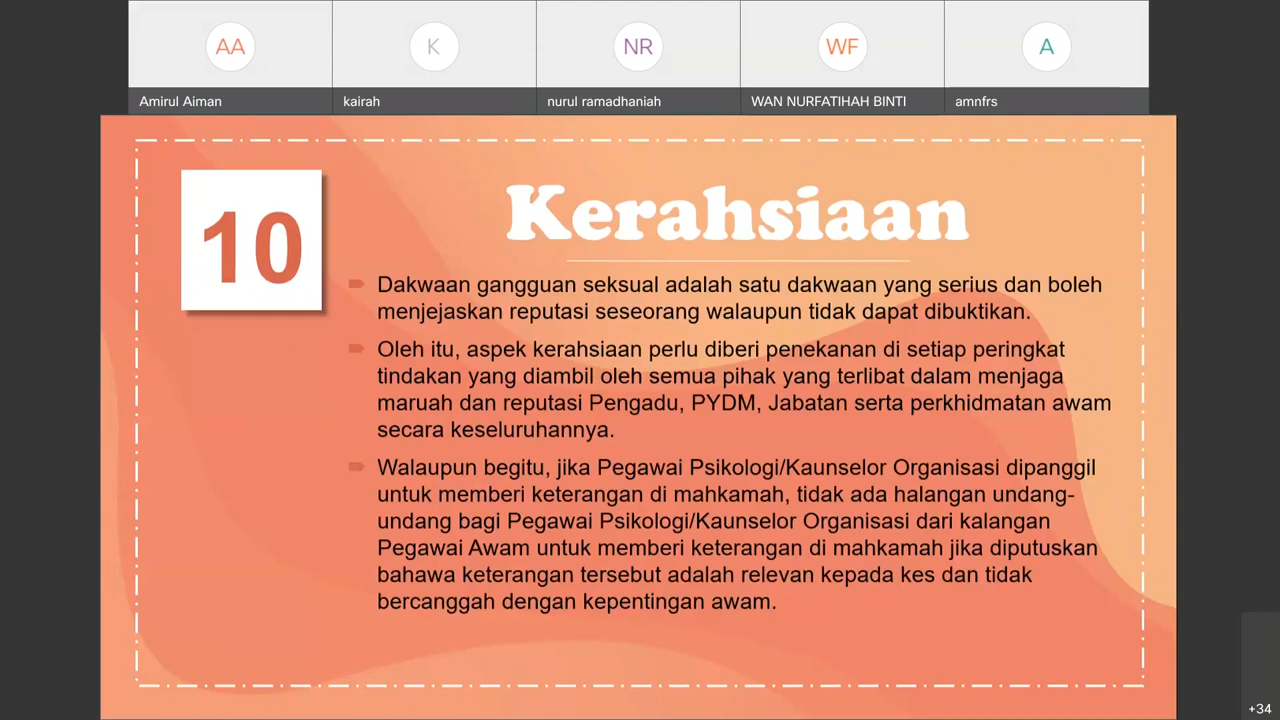 AA
K
NR
WF
A
Amirul Aiman
kairah
nurul ramadhaniah
WAN NURFATIHAH BINTI
amnfrs
10
Kerahsiaan
Dakwaan gangguan seksual adalah satu dakwaan yang serius dan boleh
menjejaskan reputasi seseorang walaupun tidak dapat dibuktikan.
Oleh itu, aspek kerahsiaan perlu diberi penekanan di setiap peringkat
tindakan yang diambil oleh semua pihak yang terlibat dalam menjaga
maruah dan reputasi Pengadu, PYDM, Jabatan serta perkhidmatan awam
secara keseluruhannya.
Walaupun begitu, jika Pegawai Psikologi/Kaunselor Organisasi dipanggil
untuk memberi keterangan di mahkamah, tidak ada halangan undang-
undang bagi Pegawai Psikologi/Kaunselor Organisasi dari kalangan
Pegawai Awam untuk memberi keterangan di mahkamah jika diputuskan
bahawa keterangan tersebut adalah relevan kepada kes dan tidak
bercanggah dengan kepentingan awam.
+34